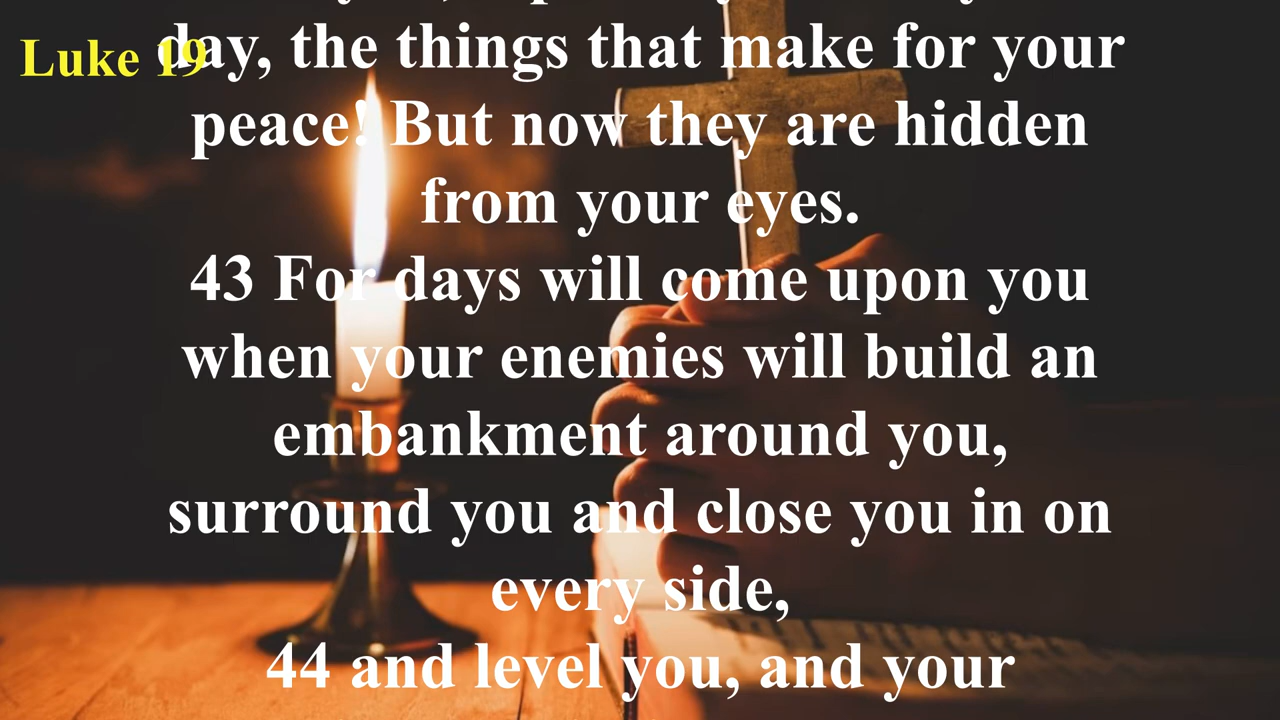 Luke 19
day, the things that make for your
peace! But now they are hidden
from your eyes.
43 For days will come upon you
when your enemies will build an
embankment around you,
surround you and close you in on
every side,
44 and level you, and your